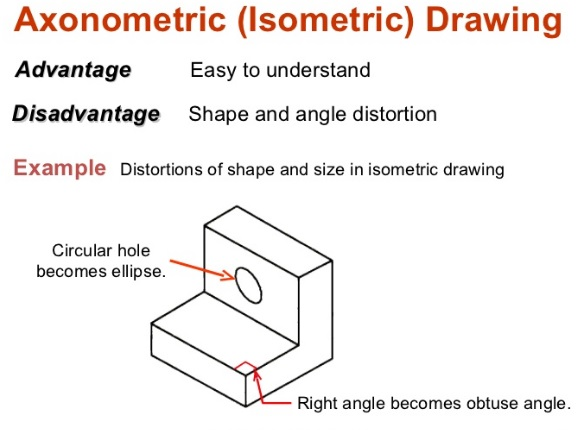 Axonometric (Isometric) Drawing
Advantage Easy to understand
Disadvantage Shape and angle distortion
Example Distortions of shape and size in isometric drawing
Circular hole
becomes ellipse.
Right angle becomes obtuse angle.